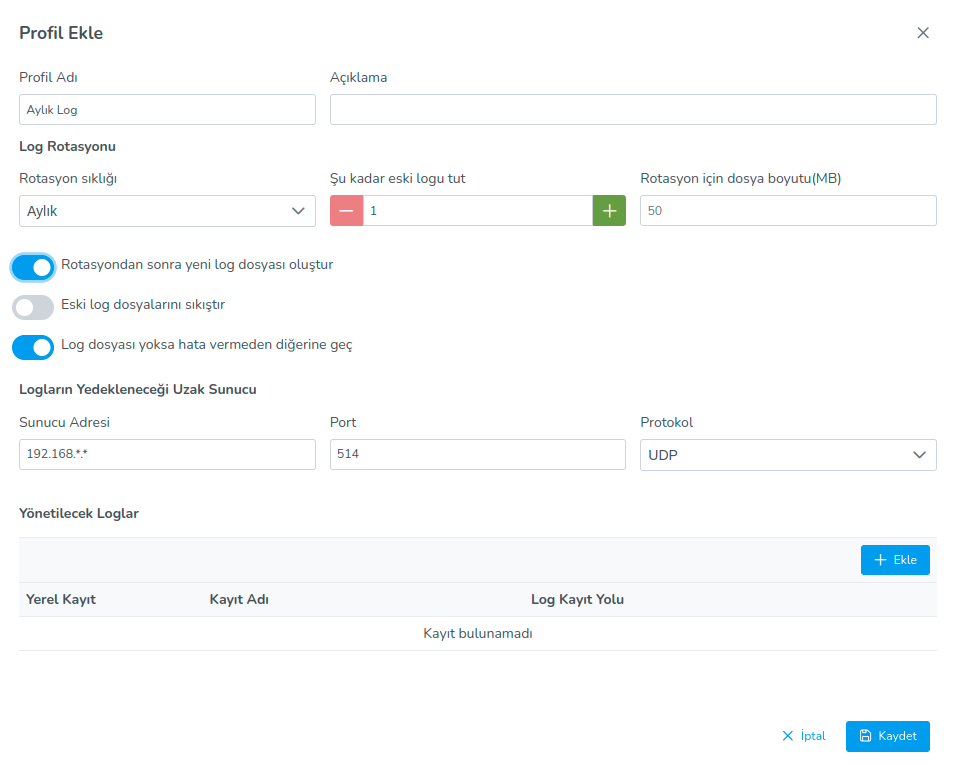 Profil Ekle
Profil Adı Açıklama
Aylık Log
Log Rotasyonu
Rotasyon sıklığı Şu kadar eski logu tut Rotasyon için dosya boyutu(MB)
Aylık 1 50
Rotasyondan sonra yeni log dosyası oluştur
Eski log dosyalarını sıkıştır
Log dosyası yoksa hata vermeden diğerine geç
Logların Yedekleneceği Uzak Sunucu
Sunucu Adresi Port Protokol
192.168.*.* 514 UDP
Yönetilecek Loglar
Ekle
Yerel Kayıt Kayıt Adı Log Kayıt Yolu
Kayıt bulunamadı
İptal Kaydet